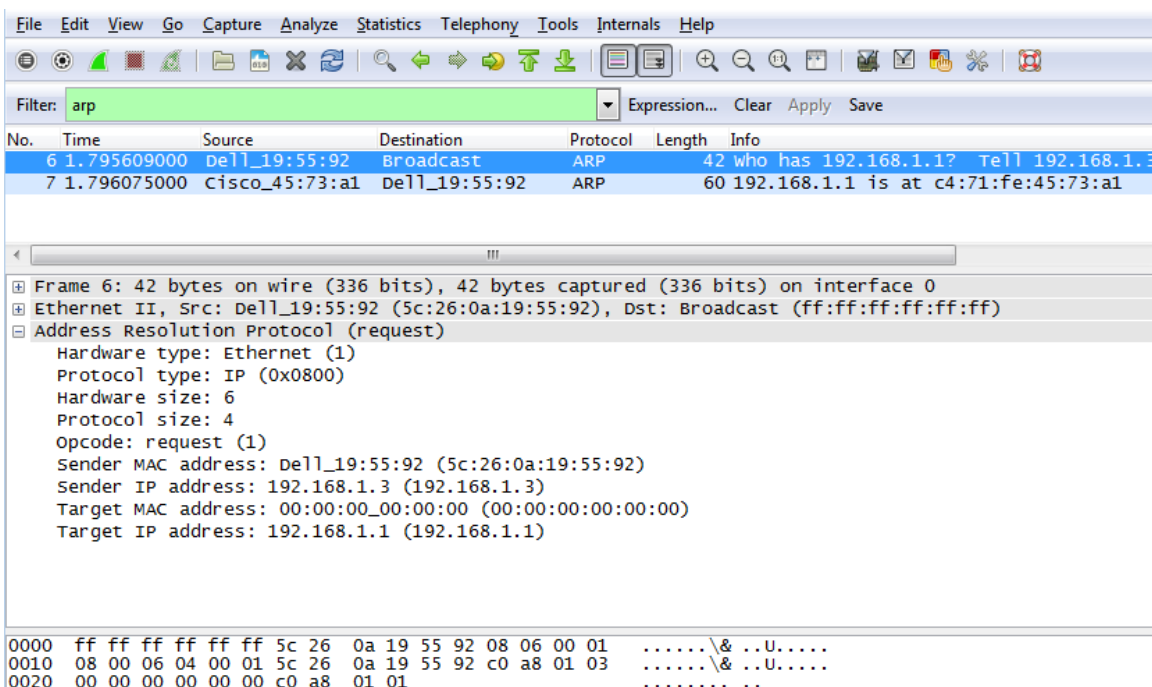 File Edit View Go Capture Analyze Statistics Telephony Tools Internals Help
Filter: arp Expression... Clear Apply Save
No. Time Source Destination Protocol Length Info
6 1.795609000 Dell_19:55:92 Broadcast ARP 42 Who has 192.168.1.1? Tell 192.168.1.3
7 1.796075000 Cisco_45:73:a1 Dell_19:55:92 ARP 60 192.168.1.1 is at c4:71:fe:45:73:a1
Frame 6: 42 bytes on wire (336 bits), 42 bytes captured (336 bits) on interface 0
Ethernet II, Src: Dell_19:55:92 (5c:26:0a:19:55:92), Dst: Broadcast (ff:ff:ff:ff:ff:ff)
Address Resolution Protocol (request)
Hardware type: Ethernet (1)
Protocol type: IP (0x0800)
Hardware size: 6
Protocol size: 4
Opcode: request (1)
Sender MAC address: Dell_19:55:92 (5c:26:0a:19:55:92)
Sender IP address: 192.168.1.3 (192.168.1.3)
Target MAC address: 00:00:00_00:00:00 (00:00:00:00:00:00)
Target IP address: 192.168.1.1 (192.168.1.1)
0000 ff ff ff ff ff ff 5c 26 0a 19 55 92 08 06 00 01 ......\& ..U.....
0010 08 00 06 04 00 01 5c 26 0a 19 55 92 c0 a8 01 03 ......\& ..U.....
0020 00 00 00 00 00 00 c0 a8 01 01 ........ ..